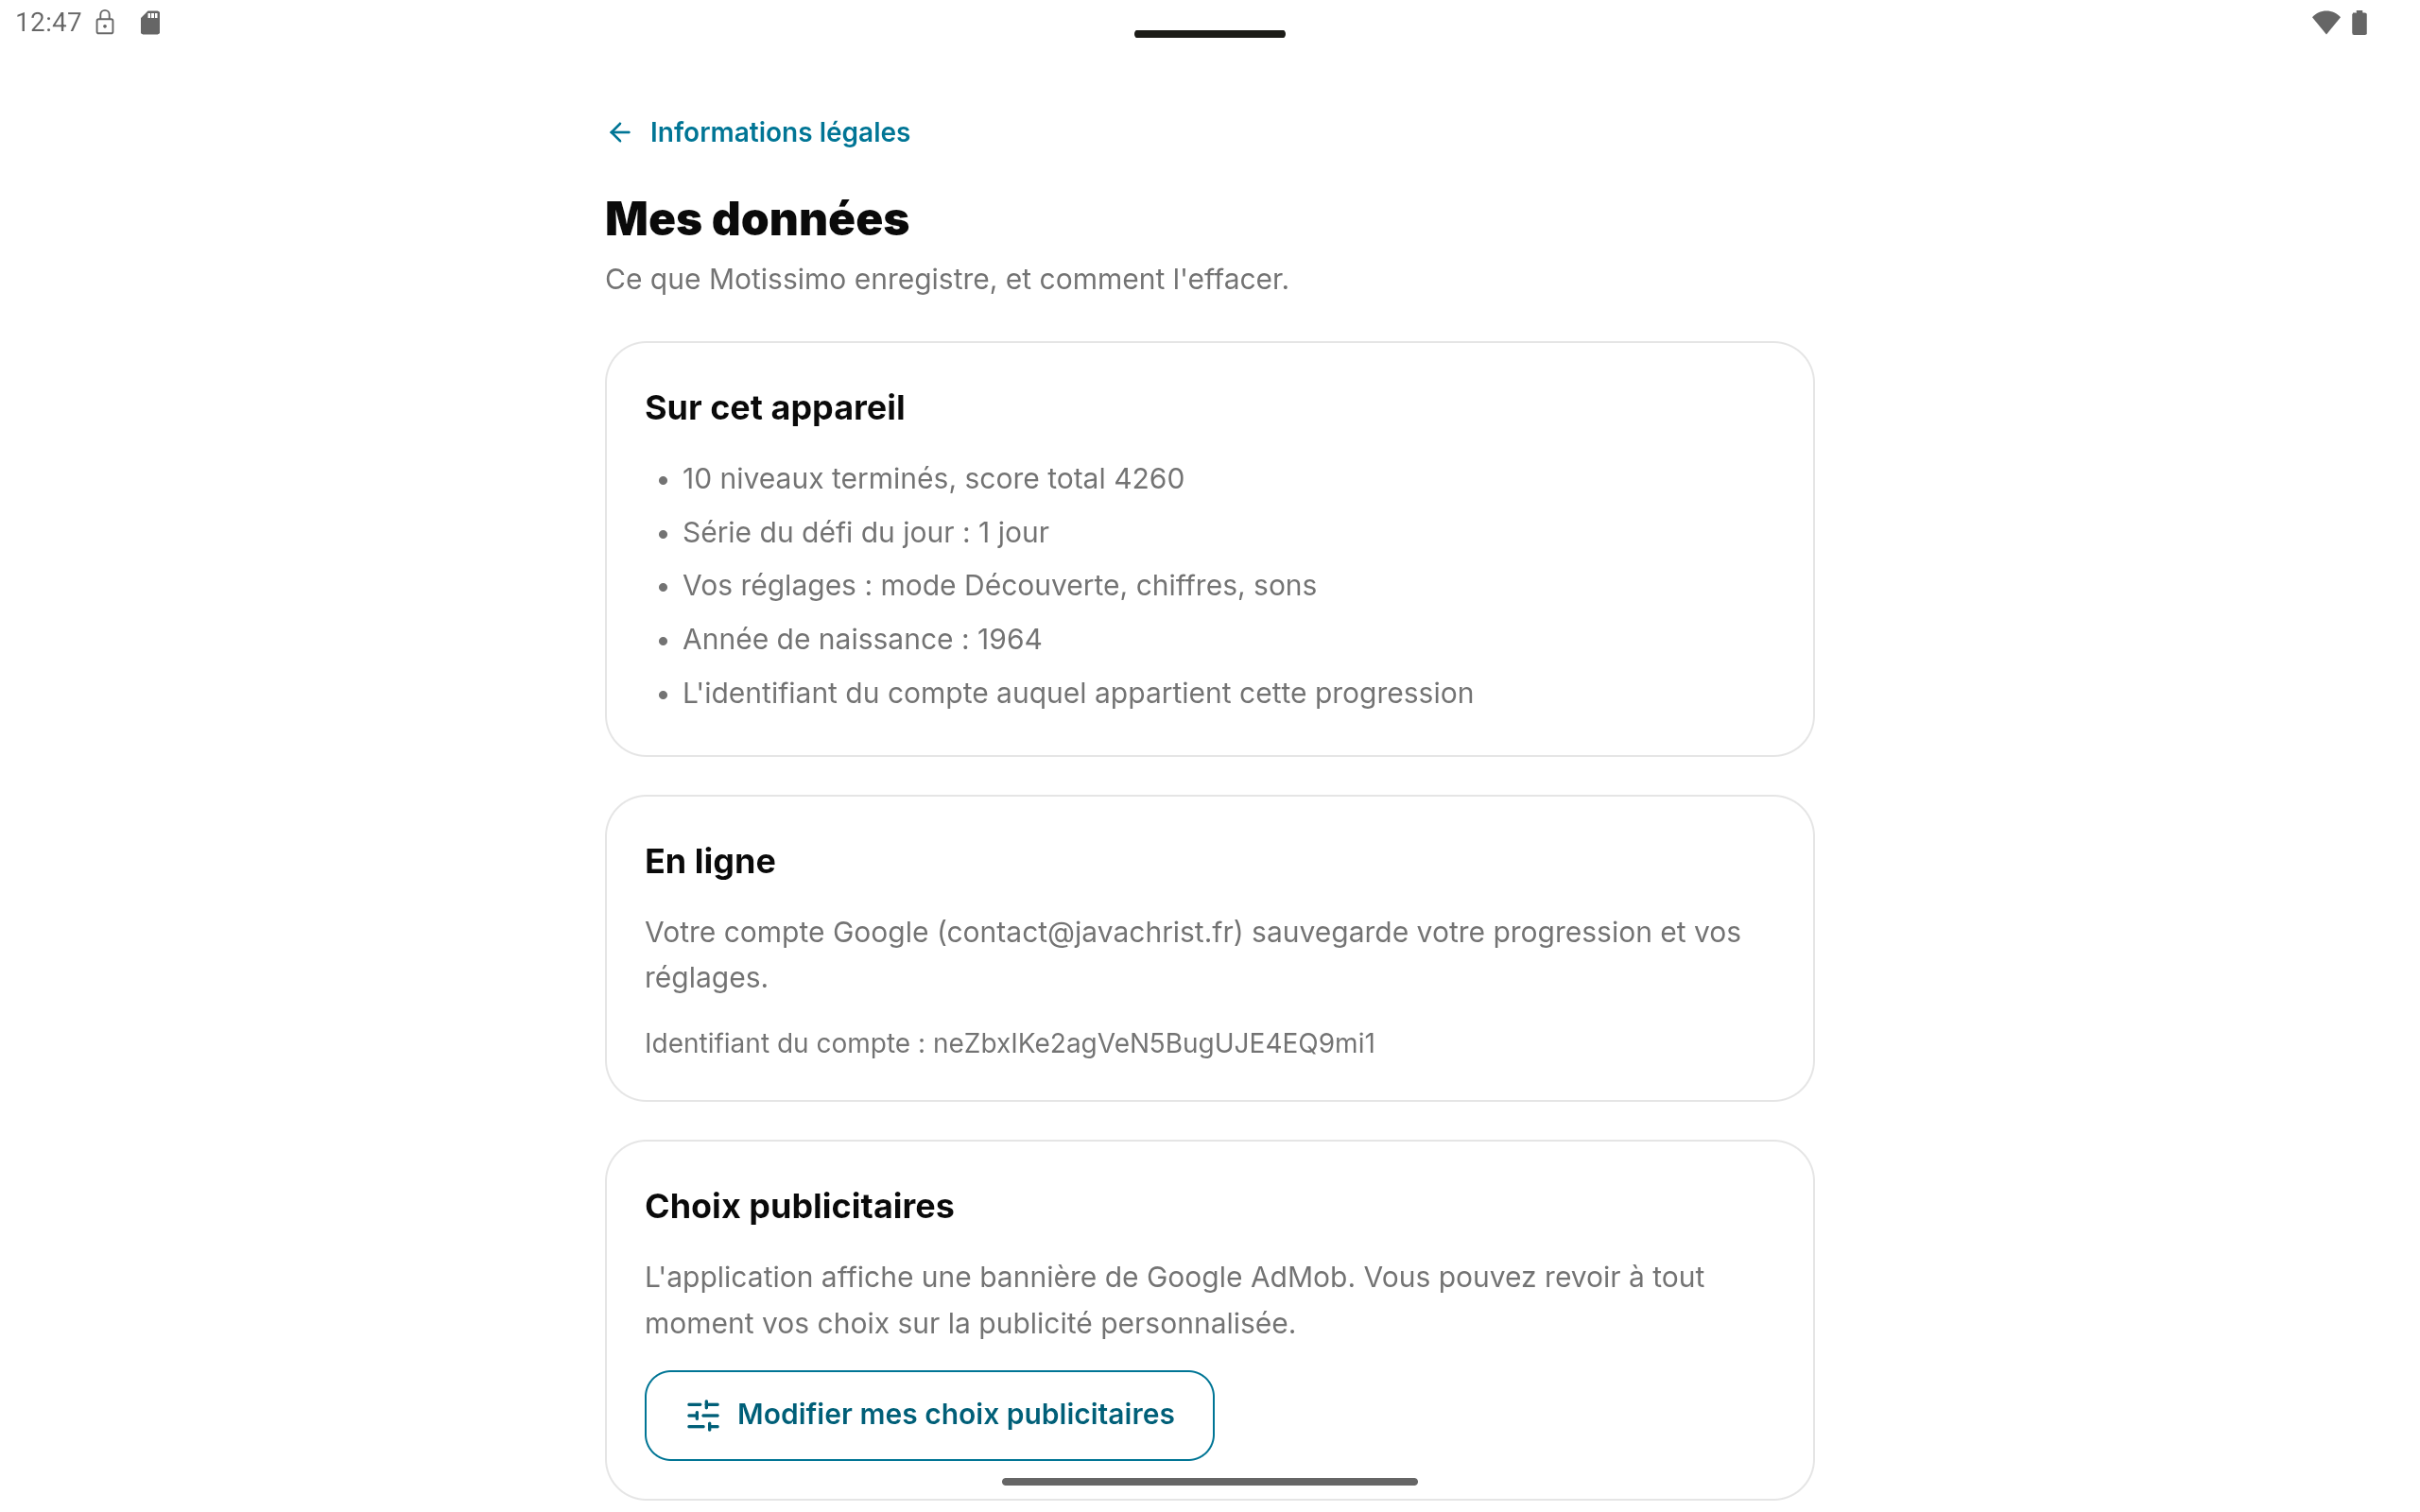 12:47
Informations légales
Mes données
Ce que Motissimo enregistre, et comment l'effacer.
Sur cet appareil
• 10 niveaux terminés, score total 4260
• Série du défi du jour : 1 jour
• Vos réglages : mode Découverte, chiffres, sons
• Année de naissance : 1964
• L'identifiant du compte auquel appartient cette progression
En ligne
Votre compte Google (contact@javachrist.fr) sauvegarde votre progression et vos
réglages.
Identifiant du compte : neZbxIKe2agVeN5BugUJE4EQ9mi1
Choix publicitaires
L'application affiche une bannière de Google AdMob. Vous pouvez revoir à tout
moment vos choix sur la publicité personnalisée.
Modifier mes choix publicitaires